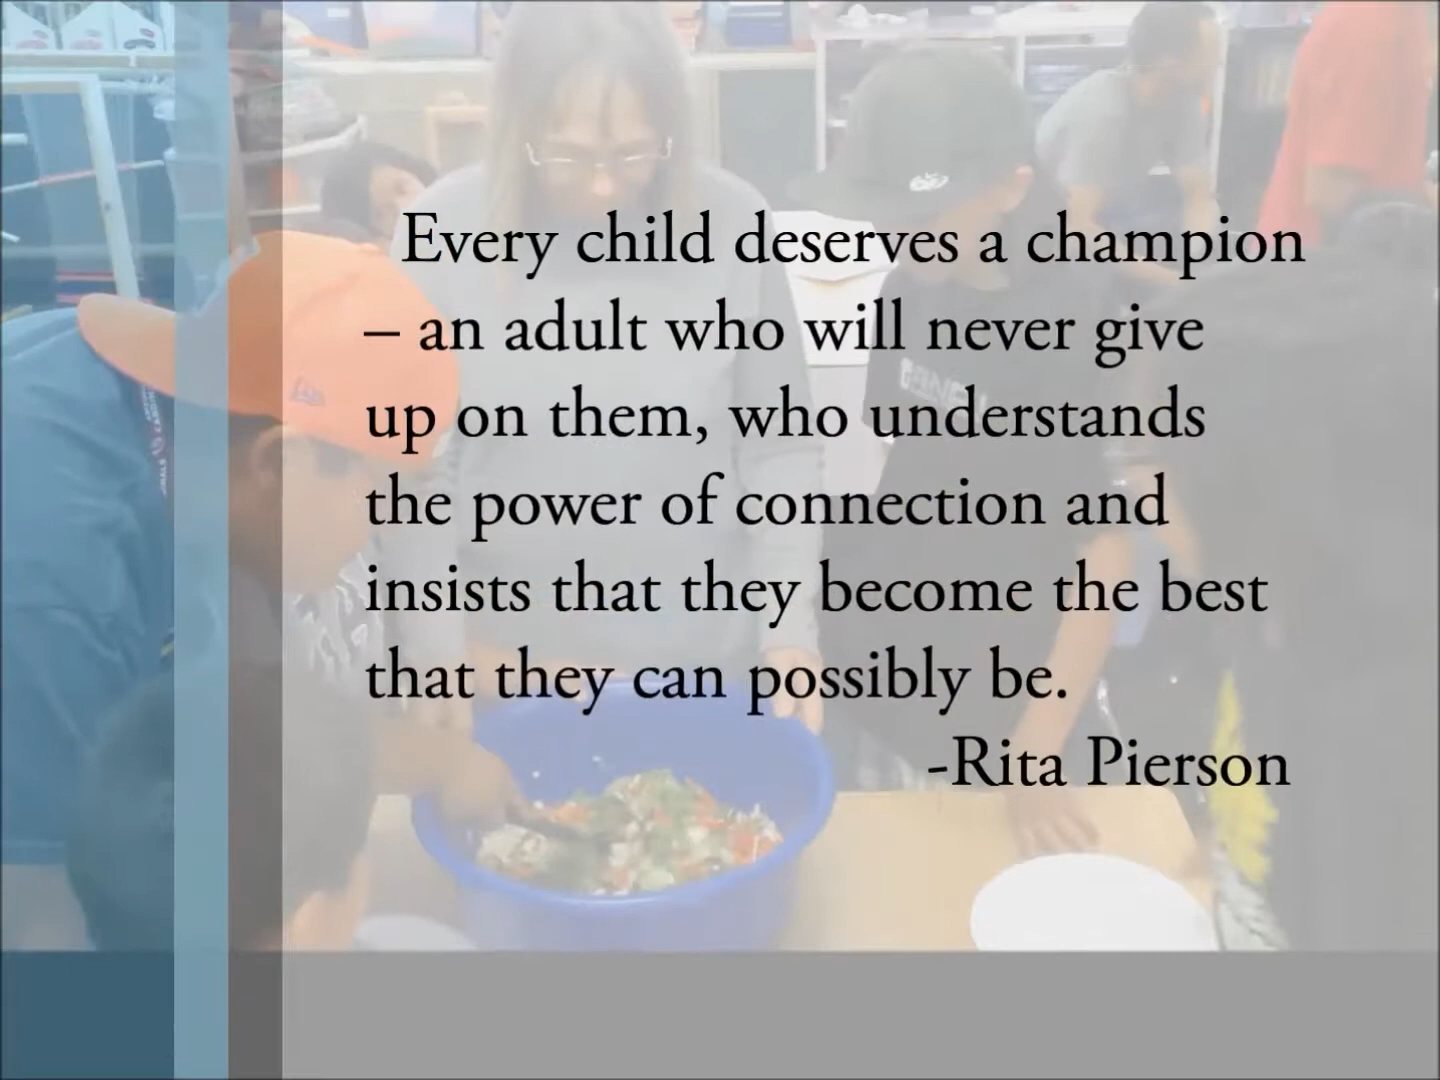 Every child deserves a champion
– an adult who will never give
up on them, who understands
the power of connection and
insists that they become the best
that they can possibly be.
-Rita Pierson